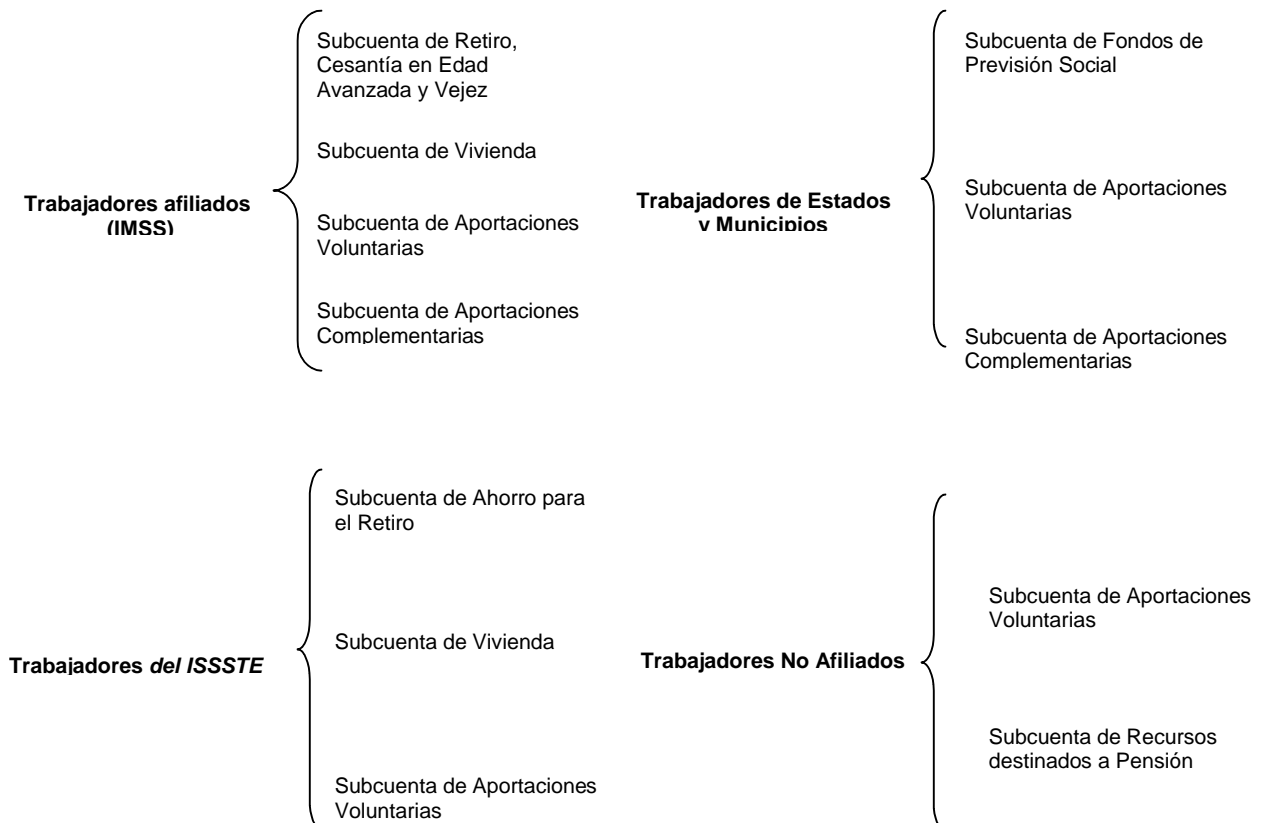 Trabajadores afiliados
(IMSS)
Subcuenta de Retiro,
Cesantía en Edad
Avanzada y Vejez
Subcuenta de Vivienda
Subcuenta de Aportaciones
Voluntarias
Subcuenta de Aportaciones
Complementarias
Trabajadores de Estados
y Municipios
Subcuenta de Fondos de
Previsión Social
Subcuenta de Aportaciones
Voluntarias
Subcuenta de Aportaciones
Complementarias
Trabajadores del ISSSTE
Subcuenta de Ahorro para
el Retiro
Subcuenta de Vivienda
Subcuenta de Aportaciones
Voluntarias
Trabajadores No Afiliados
Subcuenta de Aportaciones
Voluntarias
Subcuenta de Recursos
destinados a Pensión